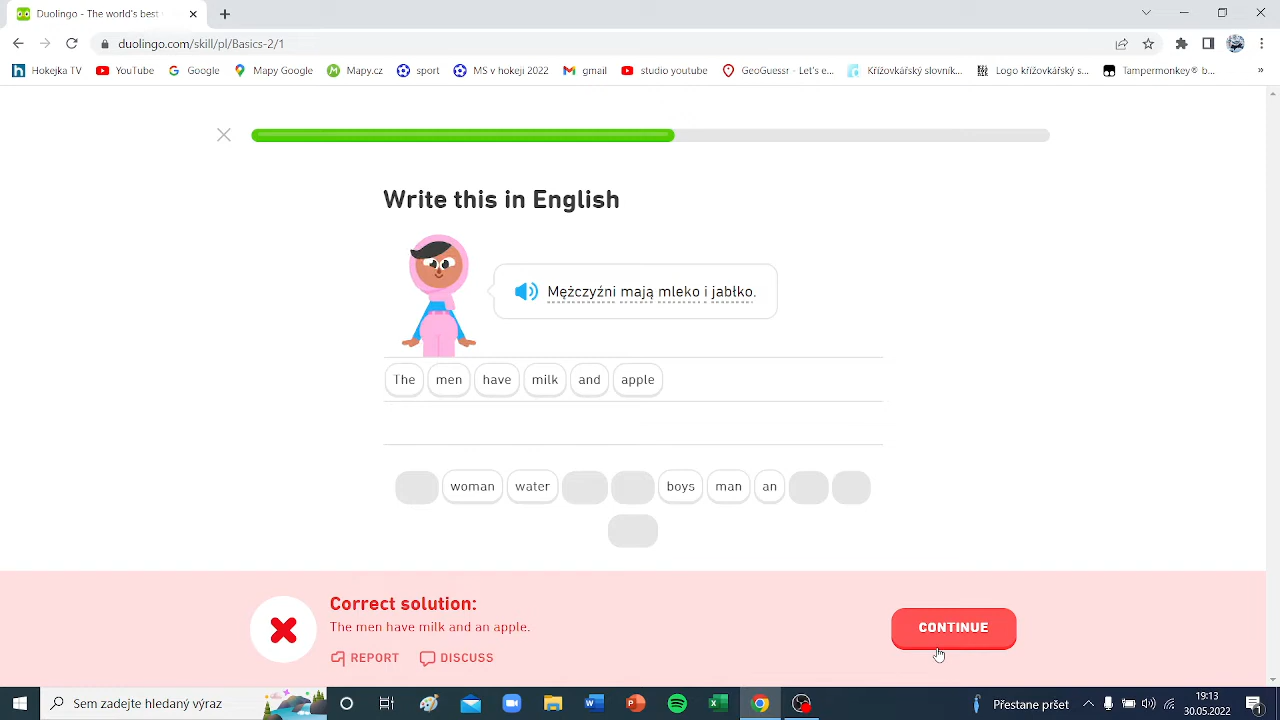 Duolingo - The world's best
duolingo.com/skill/pl/Basics-2/1
Hokejka TV YouTube Google Mapy Google Mapy.cz sport MS v hokeji 2022 gmail studio youtube GeoGuessr - Let's e... Křížovkářský slovník... Logo křížovkářský s... Tampermonkey® b... »
Write this in English
Mężczyźni mają mleko i jabłko.
The men have milk and apple
woman water boys man an
Correct solution:
The men have milk and an apple.
REPORT DISCUSS
CONTINUE
Sem zadejte hledaný výraz
Přestane pršet
19:13
30.05.2022